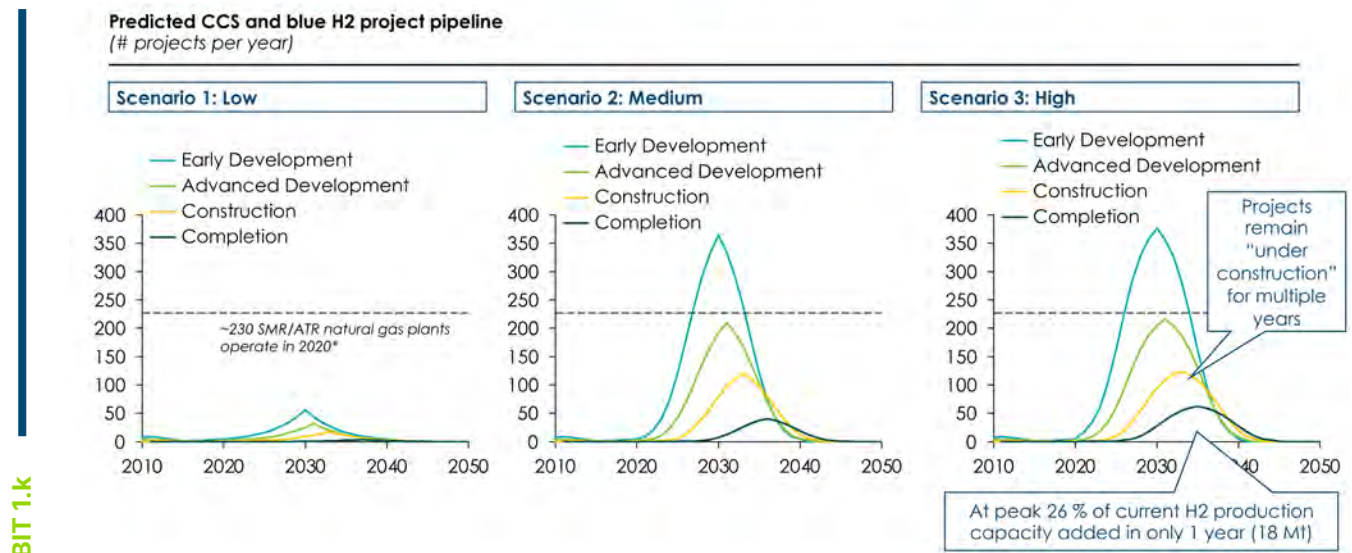 Predicted CCS and blue H2 project pipeline
(# projects per year)
Scenario 1: Low
Early Development
Advanced Development
Construction
Completion
400
350
300
250
200
150
100
50
0
~230 SMR/ATR natural gas plants
operate in 2020*
2010
2020
2030
2040
2050
Scenario 2: Medium
Early Development
Advanced Development
Construction
Completion
400
350
300
250
200
150
100
50
0
2010
2020
2030
2040
2050
Scenario 3: High
Early Development
Advanced Development
Construction
Completion
400
350
300
250
200
150
100
50
0
2010
2020
2030
2040
2050
Projects
remain
“under
construction”
for multiple
years
At peak 26 % of current H2 production
capacity added in only 1 year (18 Mt)
BIT 1.k